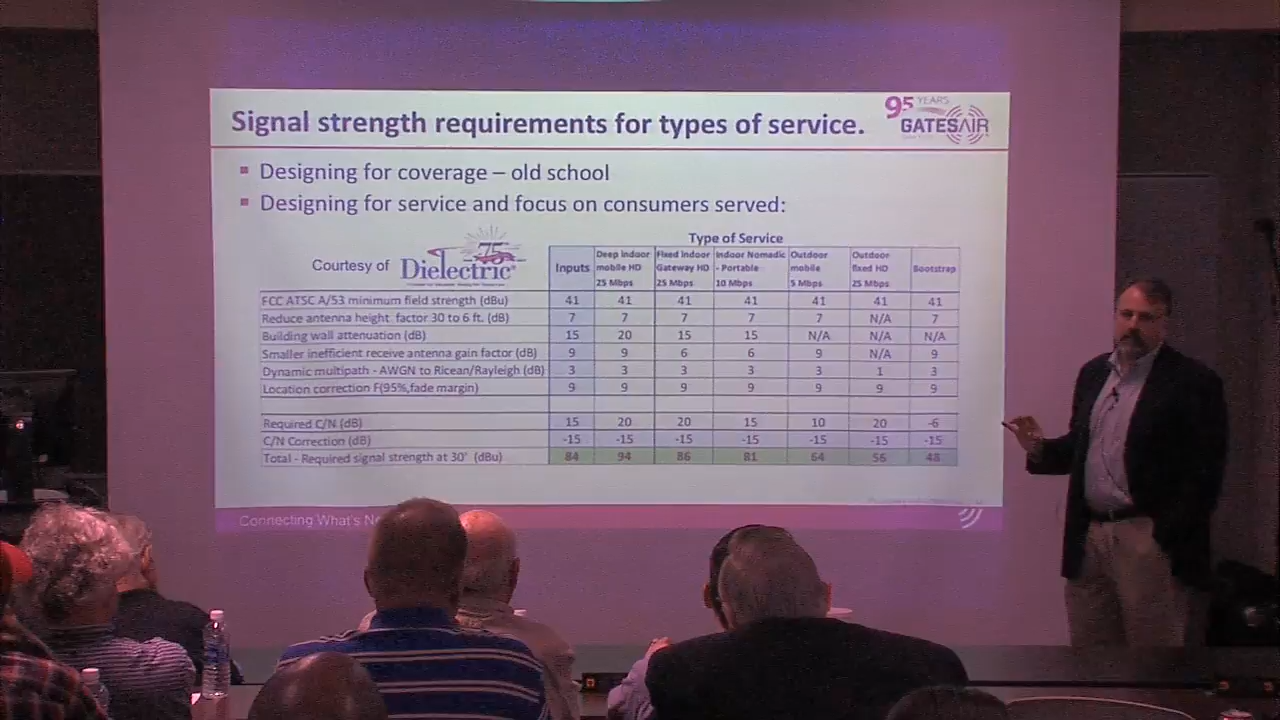 95 YEARS
GATESAIR
Signal strength requirements for types of service.
Designing for coverage – old school
Designing for service and focus on consumers served:
Courtesy of 75 Dielectric
Type of Service
Inputs Deep Indoor mobile HD 25 Mbps Fixed Indoor Gateway HD 25 Mbps Indoor Nomadic - Portable 10 Mbps Outdoor mobile 5 Mbps Outdoor fixed HD 25 Mbps Bootstrap
FCC ATSC A/53 minimum field strength (dBu) 41 41 41 41 41 41 41
Reduce antenna height factor 30 to 6 ft. (dB) 7 7 7 7 7 N/A 7
Building wall attenuation (dB) 15 20 15 15 N/A N/A N/A
Smaller inefficient receive antenna gain factor (dB) 9 9 6 6 9 N/A 9
Dynamic multipath - AWGN to Ricean/Rayleigh (dB) 3 3 3 3 3 1 3
Location correction F(95%,fade margin) 9 9 9 9 9 9 9
Required C/N (dB) 15 20 20 15 10 20 -6
C/N Correction (dB) -15 -15 -15 -15 -15 -15 -15
Total - Required signal strength at 30' (dBu) 84 94 86 81 64 56 48
Connecting What's